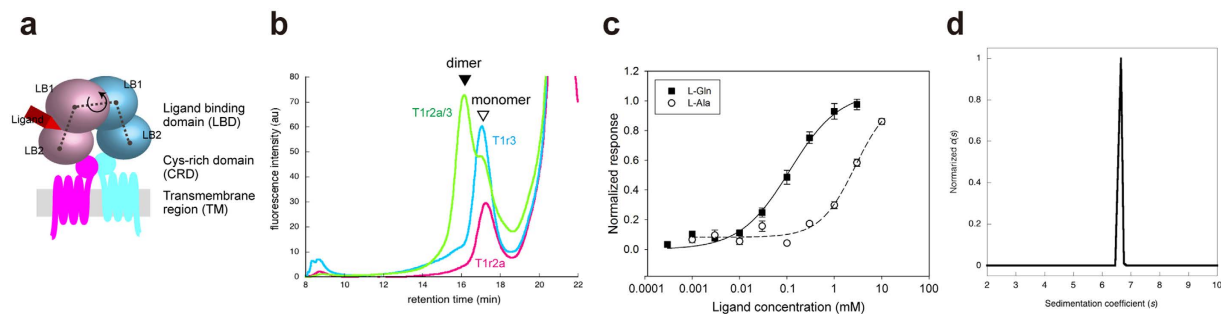 a
LB1
LB1
Ligand
LB2
LB2
Ligand binding
domain (LBD)
Cys-rich domain
(CRD)
Transmembrane
region (TM)
b
dimer
monomer
T1r2a/3
T1r3
T1r2a
fluorescence intensity (au)
80
70
60
50
40
30
20
10
0
8
10
12
14
16
18
20
22
retention time (min)
c
L-Gln
L-Ala
Normalized response
1.2
1.0
0.8
0.6
0.4
0.2
0.0
0.0001
0.001
0.01
0.1
1
10
100
Ligand concentration (mM)
d
Normarized c(s)
1
0.8
0.6
0.4
0.2
0
2
3
4
5
6
7
8
9
10
Sedimentation coefficient (s)